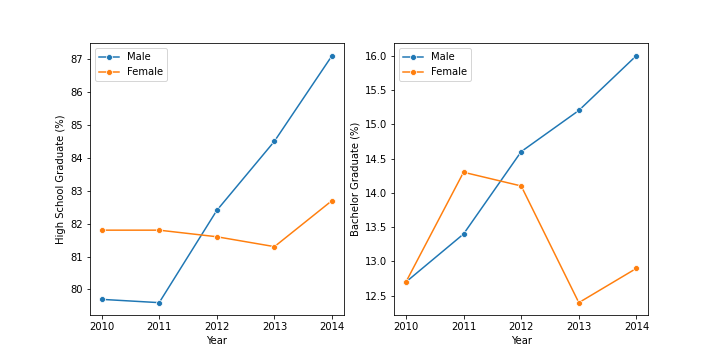 Male
Female
87
86
85
84
83
82
81
80
High School Graduate (%)
2010 2011 2012 2013 2014
Year
Male
Female
16.0
15.5
15.0
14.5
14.0
13.5
13.0
12.5
Bachelor Graduate (%)
2010 2011 2012 2013 2014
Year